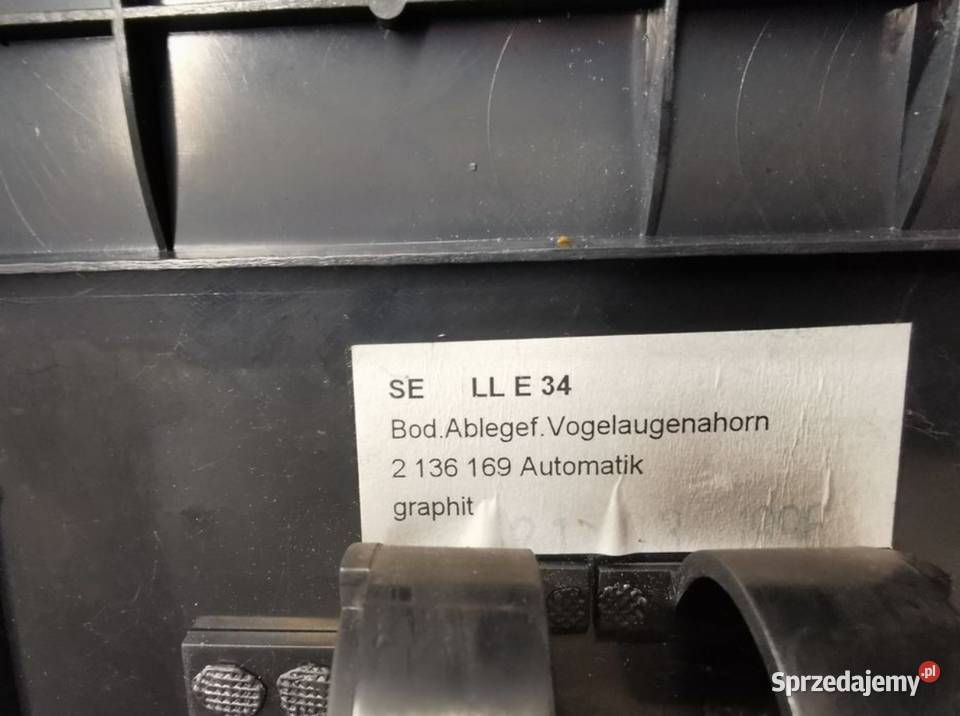 SE LL E 34
Bod.Ablegef.Vogelaugenahorn
2 136 169 Automatik
graphit
Sprzedajemy.pl